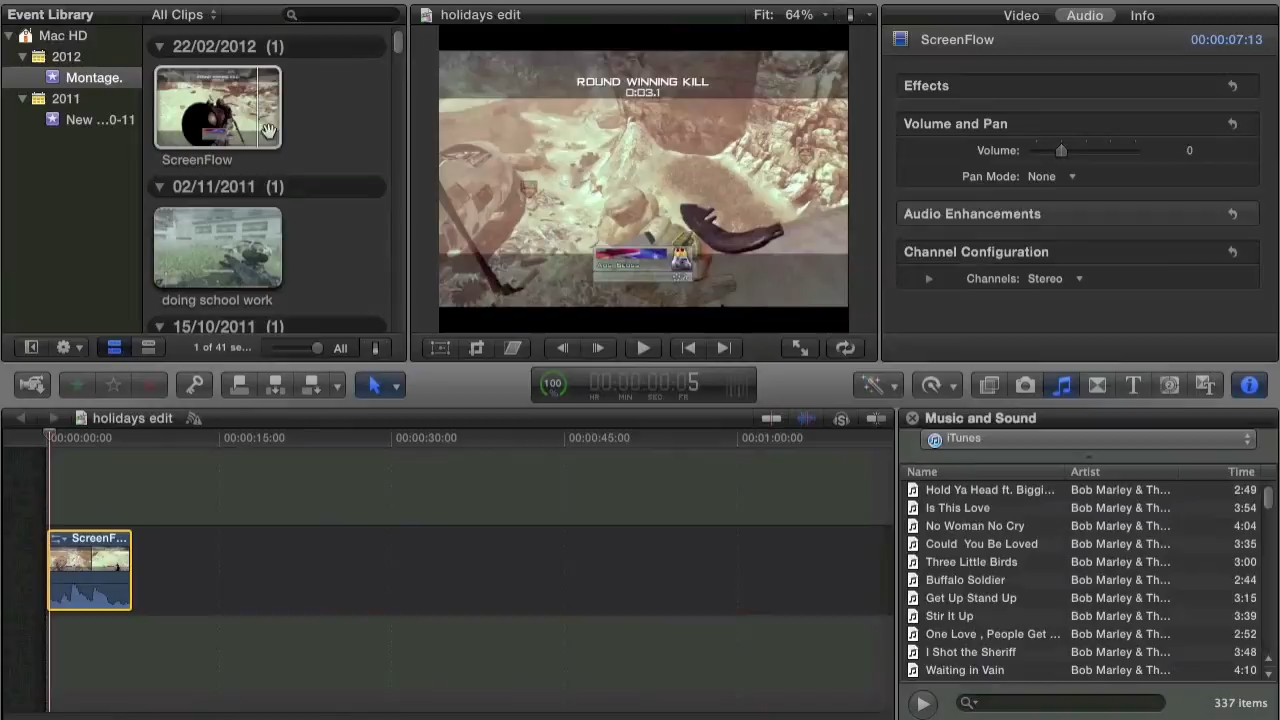 Event Library
All Clips
Mac HD
2012
Montage.
2011
New ...0-11
22/02/2012 (1)
ScreenFlow
02/11/2011 (1)
doing school work
15/10/2011 (1)
1 of 41 se...
All
holidays edit
Fit: 64%
ROUND WINNING KILL
0:03.1
Video
Audio
Info
ScreenFlow
00:00:07:13
Effects
Volume and Pan
Volume:
0
Pan Mode: None
Audio Enhancements
Channel Configuration
Channels: Stereo
100
%
00:00:00:05
HR
MIN
SEC
FR
holidays edit
00:00:00:00
00:00:15:00
00:00:30:00
00:00:45:00
00:01:00:00
ScreenF...
Music and Sound
iTunes
Name Artist Time
Hold Ya Head ft. Biggi... Bob Marley & Th... 2:49
Is This Love Bob Marley & Th... 3:54
No Woman No Cry Bob Marley & Th... 4:04
Could You Be Loved Bob Marley & Th... 3:35
Three Little Birds Bob Marley & Th... 3:00
Buffalo Soldier Bob Marley & Th... 2:44
Get Up Stand Up Bob Marley & Th... 3:15
Stir It Up Bob Marley & Th... 3:39
One Love , People Get ... Bob Marley & Th... 2:52
I Shot the Sheriff Bob Marley & Th... 3:48
Waiting in Vain Bob Marley & Th... 4:10
337 items